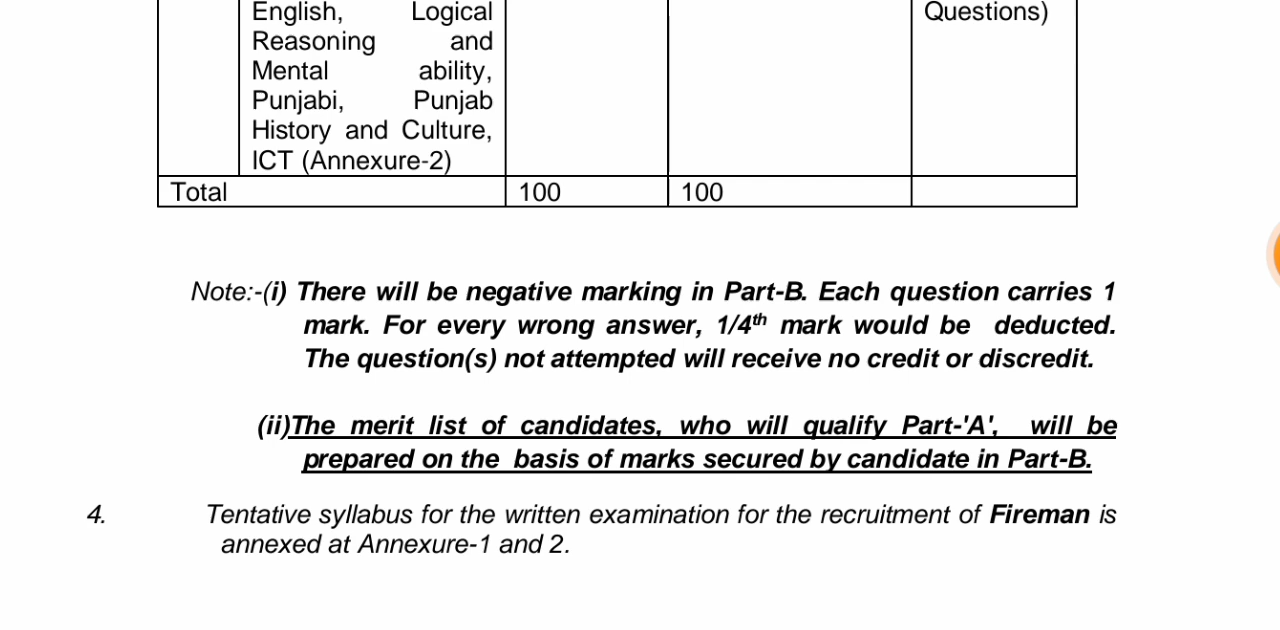 English, Logical
Questions)
Reasoning and
Mental ability,
Punjabi, Punjab
History and Culture,
ICT (Annexure-2)
Total 100 100
Note:-(i) There will be negative marking in Part-B. Each question carries 1
mark. For every wrong answer, 1/4th mark would be deducted.
The question(s) not attempted will receive no credit or discredit.
(ii)The merit list of candidates, who will qualify Part-'A', will be
prepared on the basis of marks secured by candidate in Part-B.
4. Tentative syllabus for the written examination for the recruitment of Fireman is
annexed at Annexure-1 and 2.